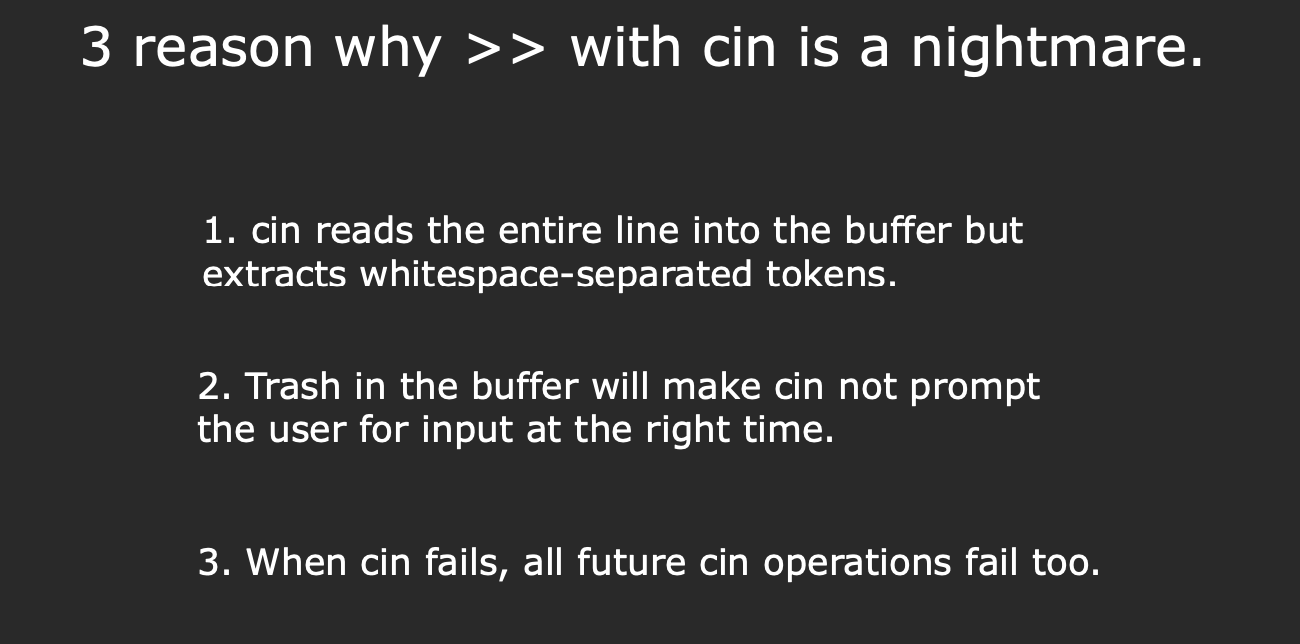 3 reason why >> with cin is a nightmare.
1. cin reads the entire line into the buffer but
extracts whitespace-separated tokens.
2. Trash in the buffer will make cin not prompt
the user for input at the right time.
3. When cin fails, all future cin operations fail too.